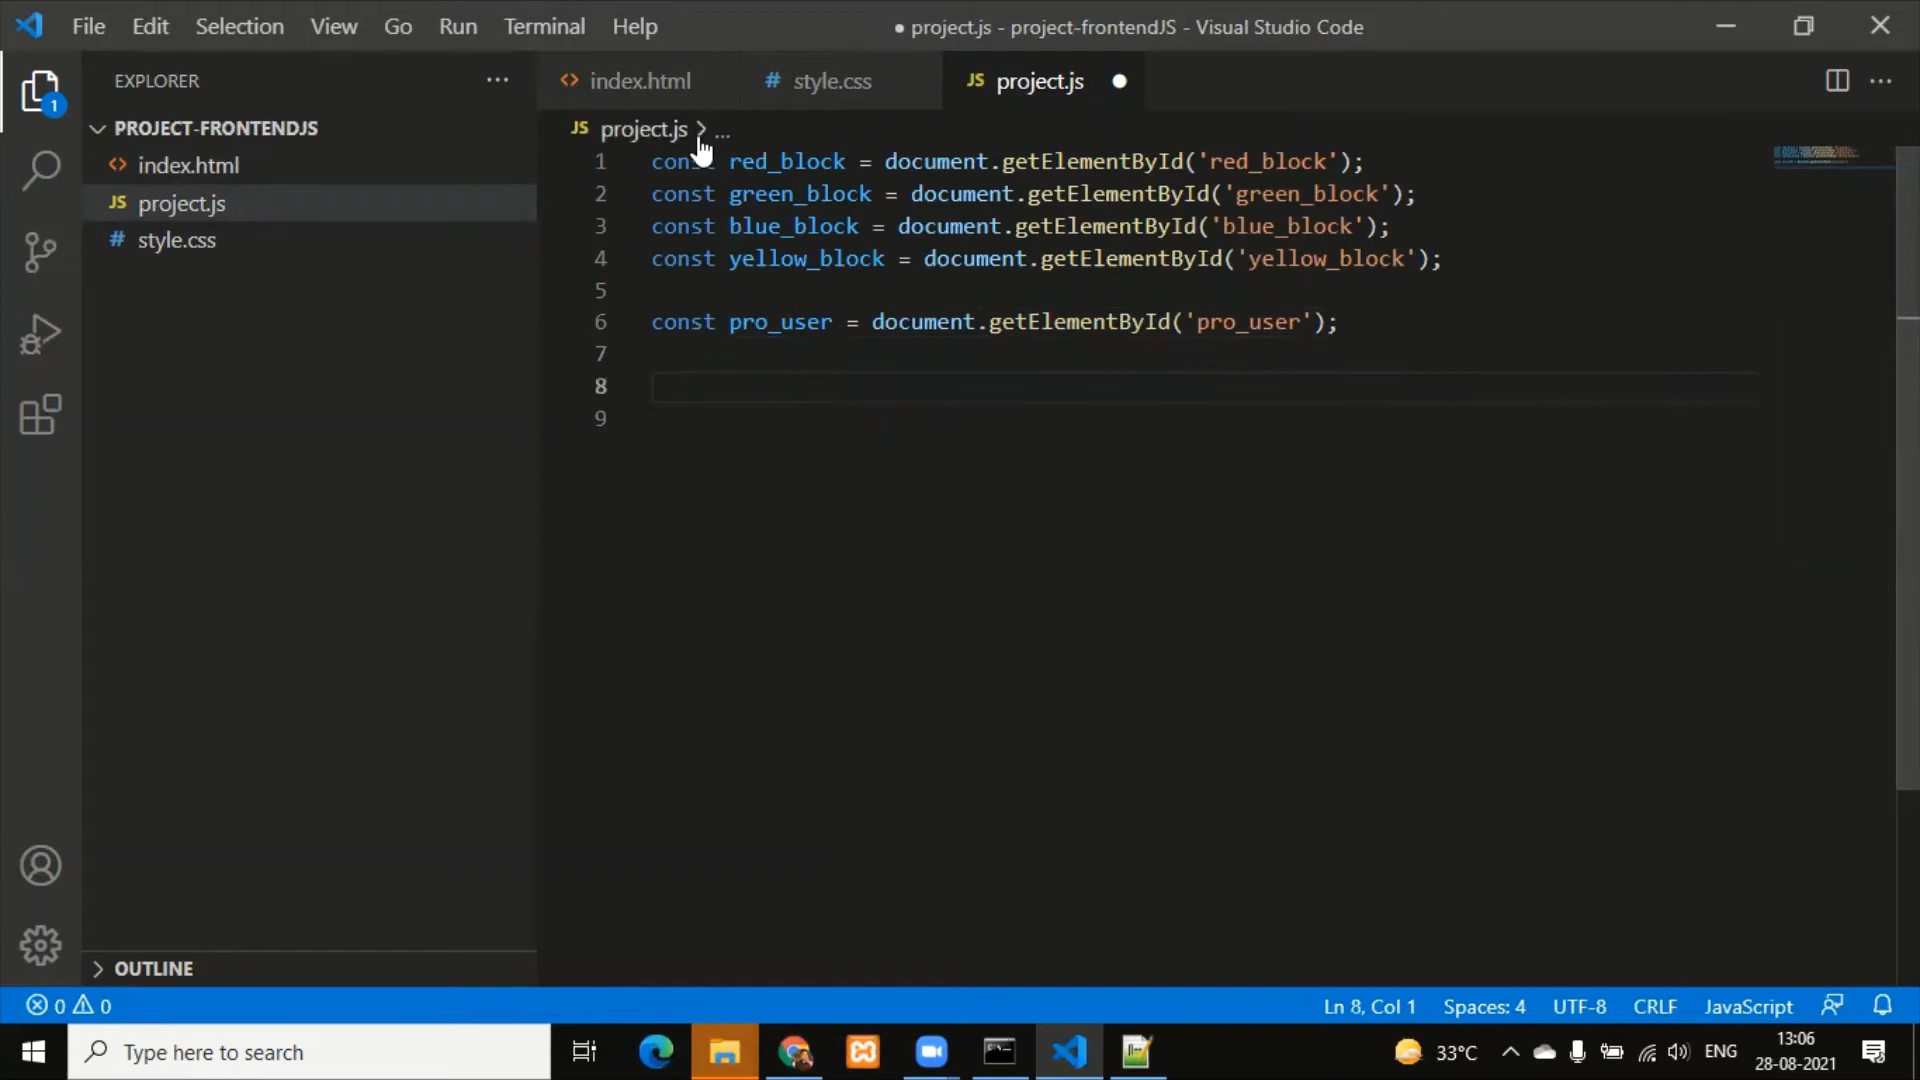 File Edit Selection View Go Run Terminal Help ● project.js - project-frontendJS - Visual Studio Code
EXPLORER ...
<> index.html # style.css JS project.js ●
PROJECT-FRONTENDJS
<> index.html
JS project.js
# style.css
1
JS project.js > ...
1 const red_block = document.getElementById('red_block');
2 const green_block = document.getElementById('green_block');
3 const blue_block = document.getElementById('blue_block');
4 const yellow_block = document.getElementById('yellow_block');
5
6 const pro_user = document.getElementById('pro_user');
7
8
9
> OUTLINE
0 0 Ln 8, Col 1 Spaces: 4 UTF-8 CRLF JavaScript
Type here to search 33°C ENG 13:06
28-08-2021